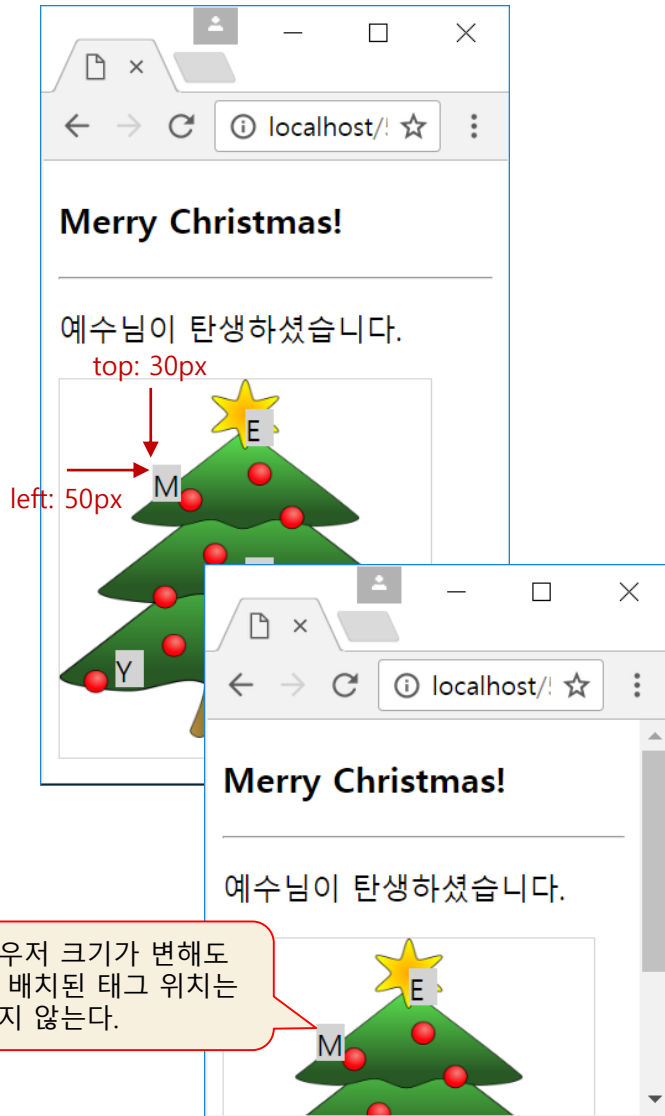 localhost/
Merry Christmas!
예수님이 탄생하셨습니다.
top: 30px
E
M
left: 50px
Y
localhost/
Merry Christmas!
예수님이 탄생하셨습니다.
E
우저 크기가 변해도
배치된 태그 위치는
지 않는다.
M